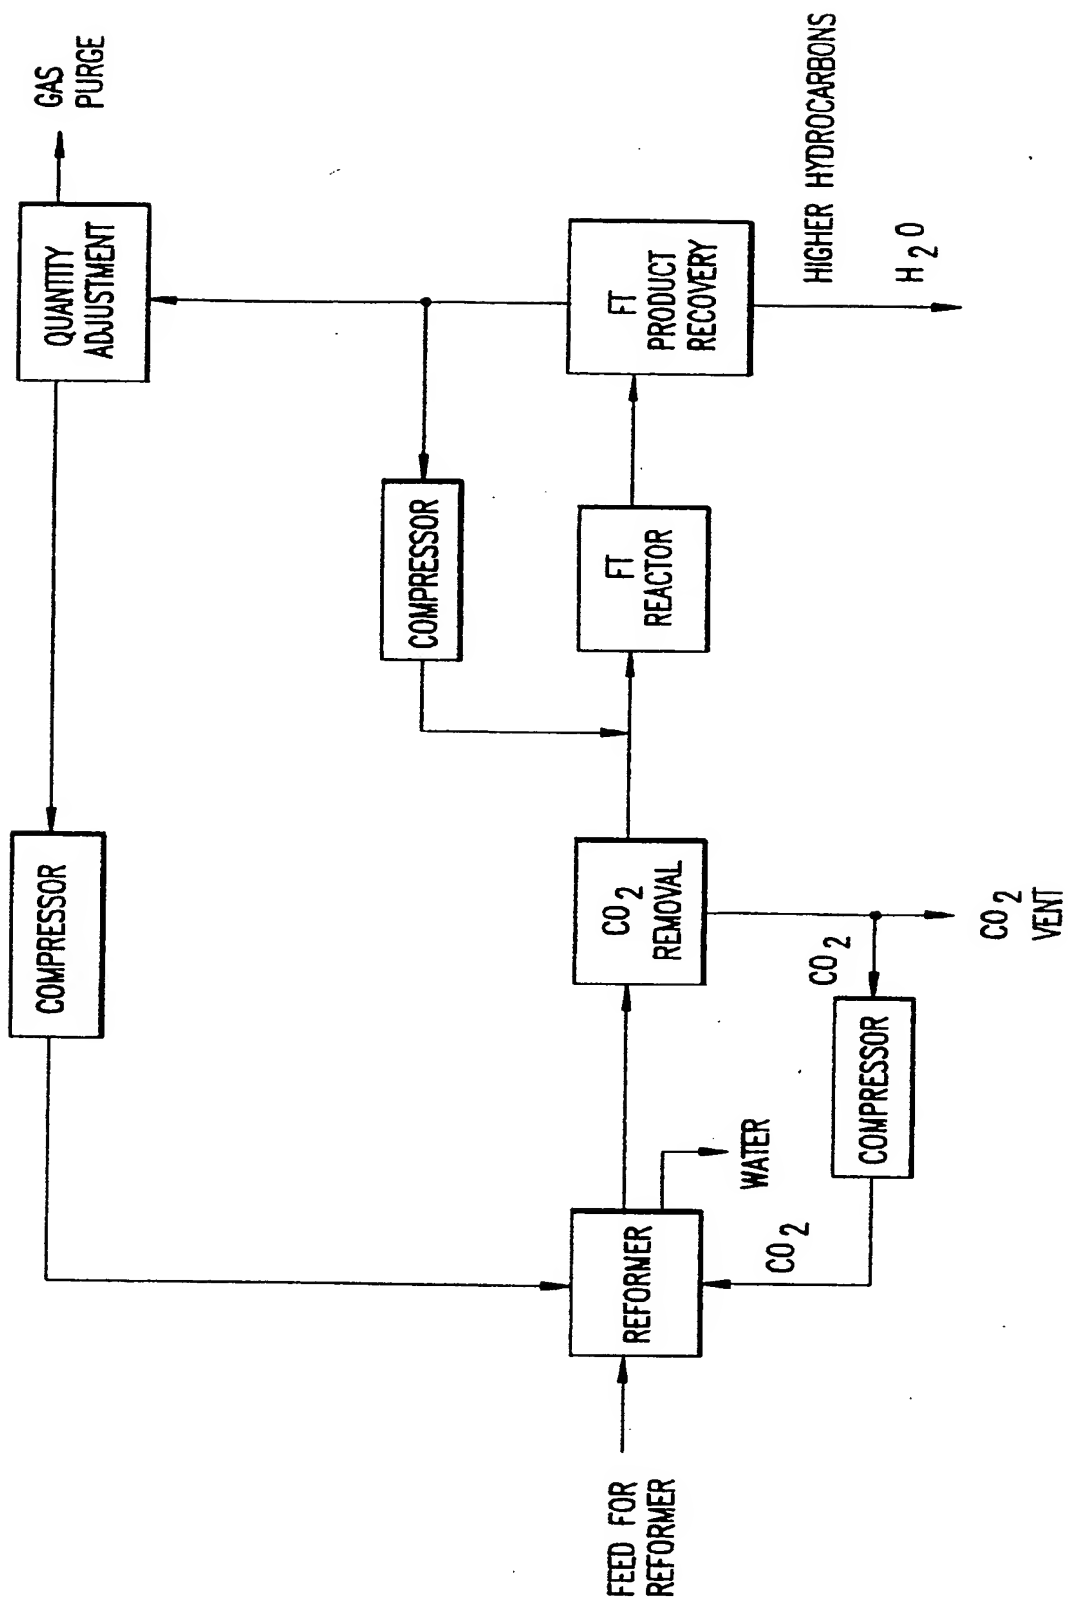 GAS
PURGE
QUANTITY
ADJUSTMENT
COMPRESSOR
COMPRESSOR
FEED FOR
REFORMER
REFORMER
WATER
CO2
REMOVAL
FT
REACTOR
FT
PRODUCT
RECOVERY
HIGHER HYDROCARBONS
H2O
CO2
COMPRESSOR
CO2
CO2
VENT